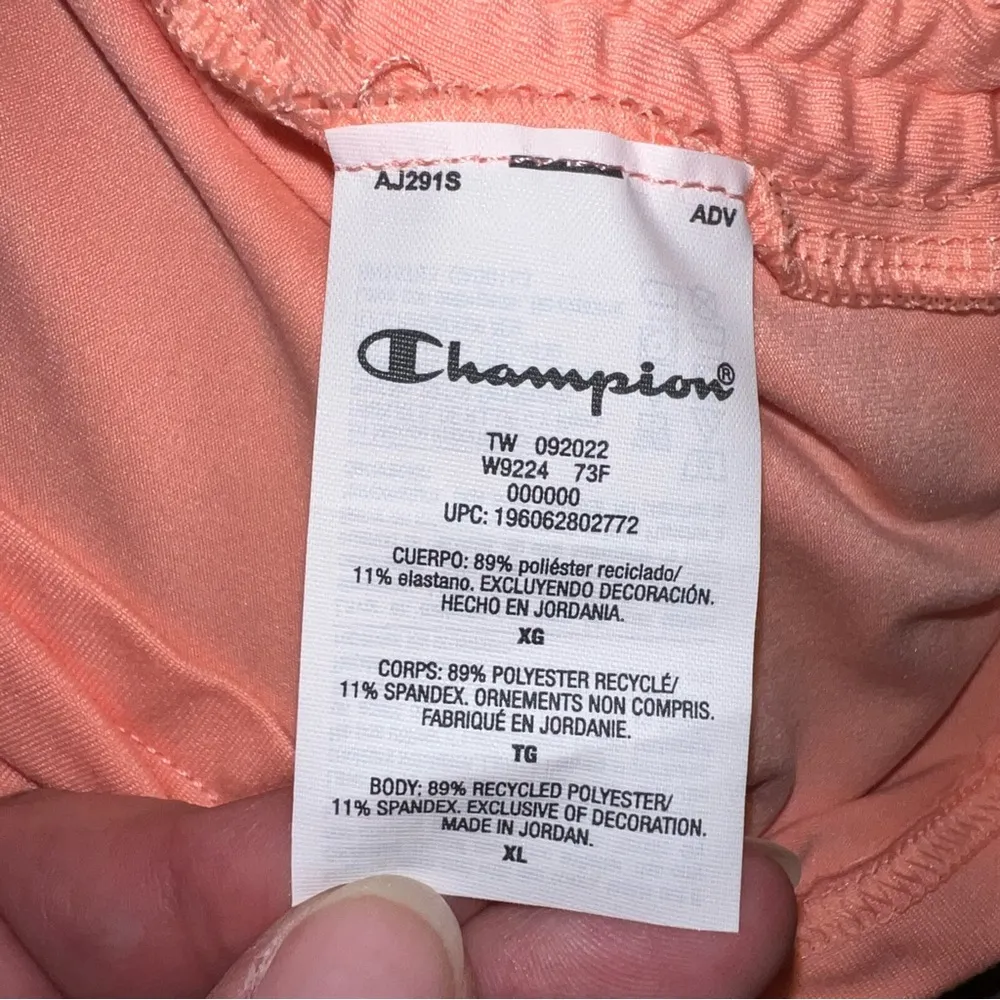 AJ291S
ADV
Champion®
TW 092022
W9224 73F
000000
UPC: 196062802772
CUERPO: 89% poliéster reciclado/
11% elastano. EXCLUYENDO DECORACIÓN.
HECHO EN JORDANIA.
XG
CORPS: 89% POLYESTER RECYCLÉ/
11% SPANDEX. ORNEMENTS NON COMPRIS.
FABRIQUÉ EN JORDANIE.
TG
BODY: 89% RECYCLED POLYESTER/
11% SPANDEX. EXCLUSIVE OF DECORATION.
MADE IN JORDAN.
XL